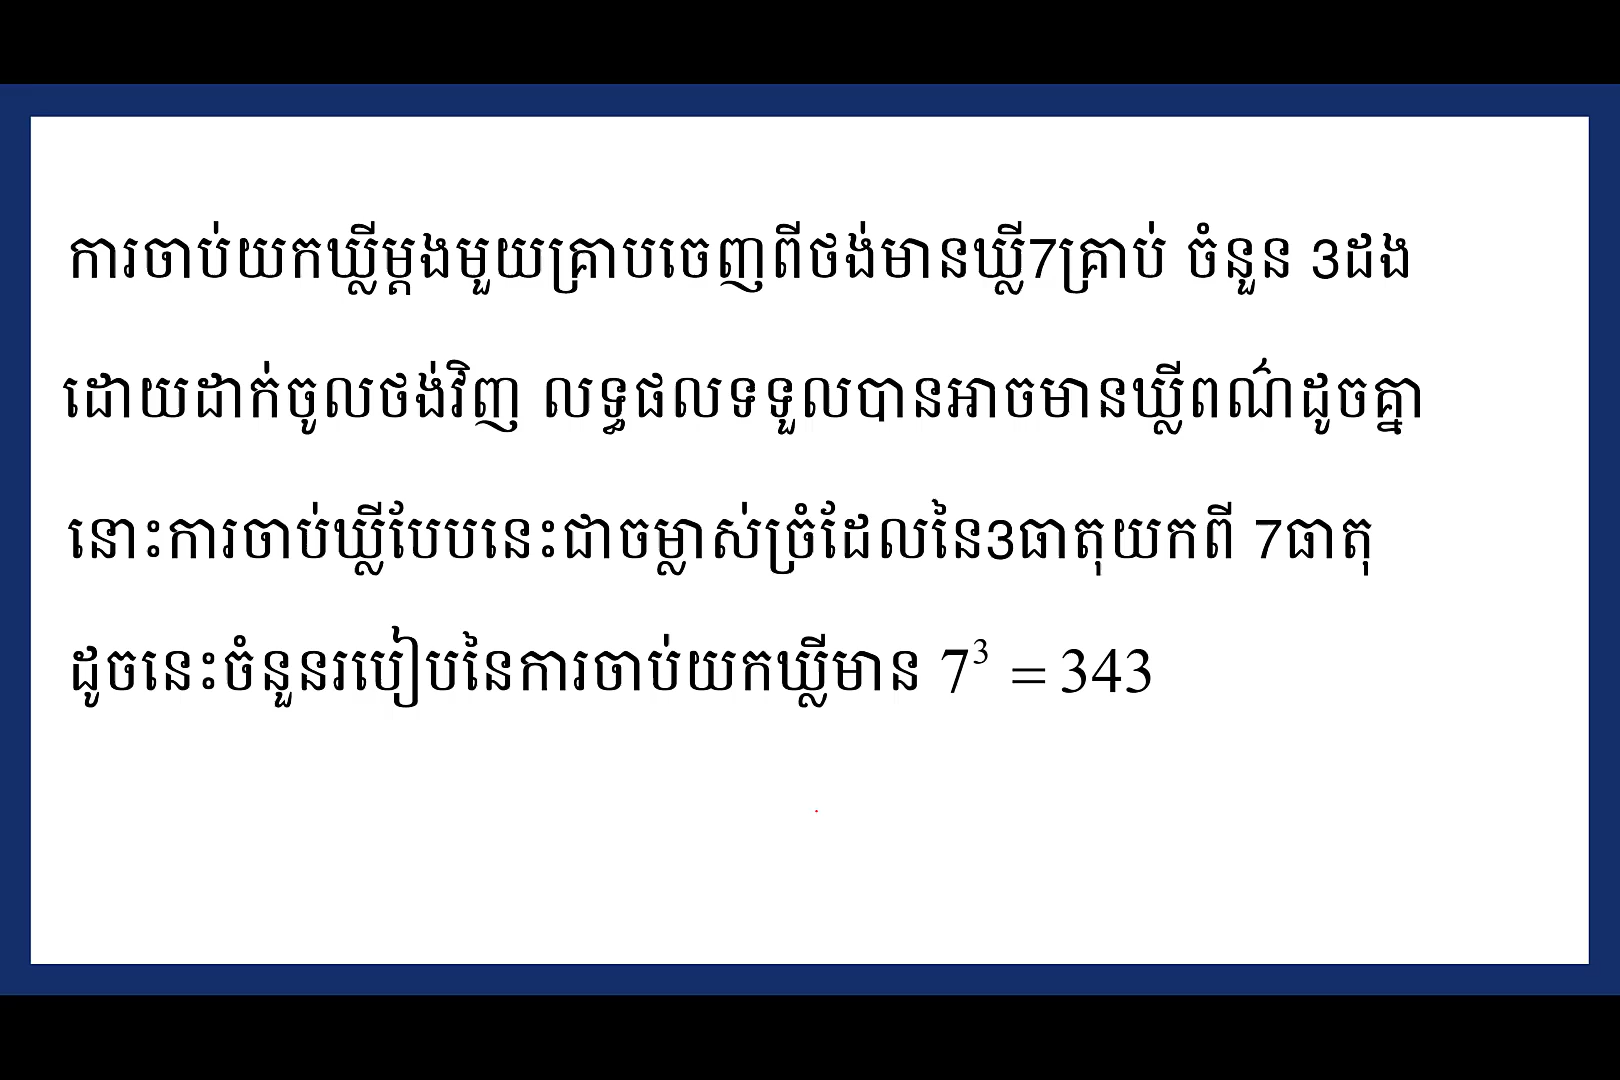 ការចាប់យកឃ្លីម្ដងមួយគ្រាបចេញពីថង់មានឃ្លី7គ្រាប់ ចំនួន 3ដង
ដោយដាក់ចូលថង់វិញ លទ្ធផលទទួលបានអាចមានឃ្លីពណ៌ដូចគ្នា
នោះការចាប់ឃ្លីបែបនេះជាចម្លាស់ច្រំដែលនៃ3ធាតុយកពី 7ធាតុ
ដូចនេះចំនួនរបៀបនៃការចាប់យកឃ្លីមាន 7³ = 343